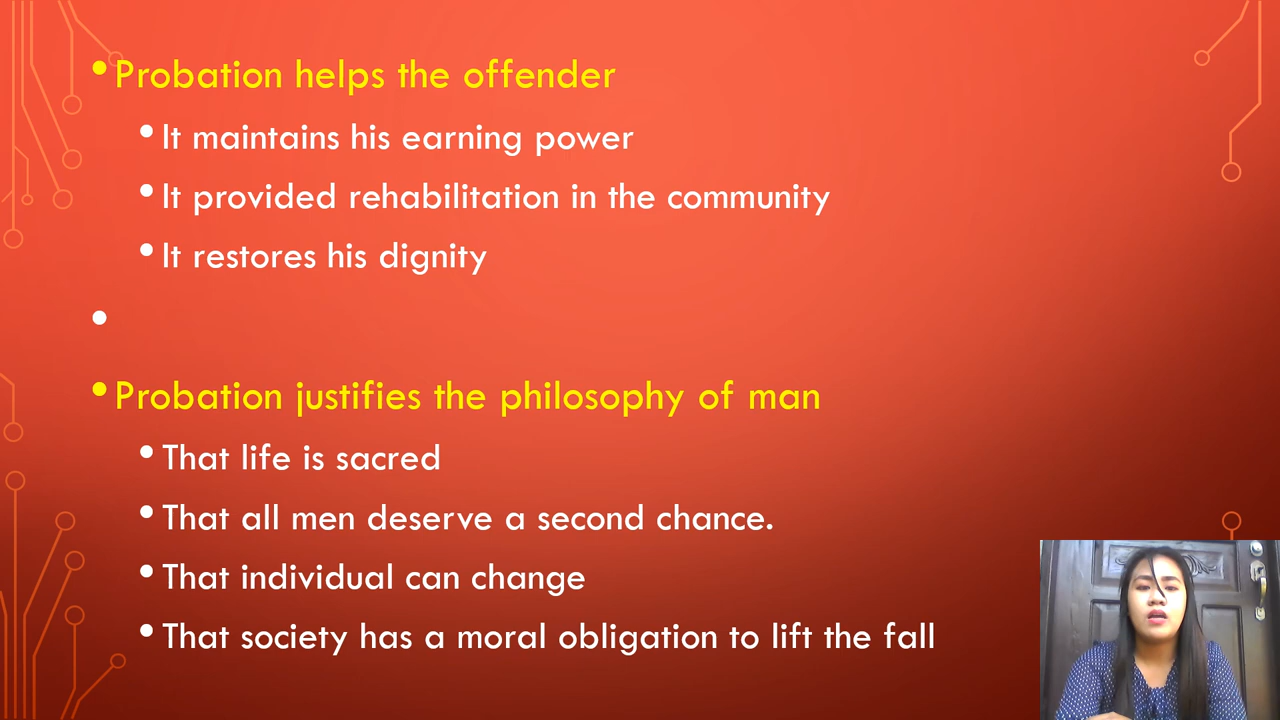 • Probation helps the offender
• It maintains his earning power
• It provided rehabilitation in the community
• It restores his dignity
•
• Probation justifies the philosophy of man
• That life is sacred
• That all men deserve a second chance.
• That individual can change
• That society has a moral obligation to lift the fall